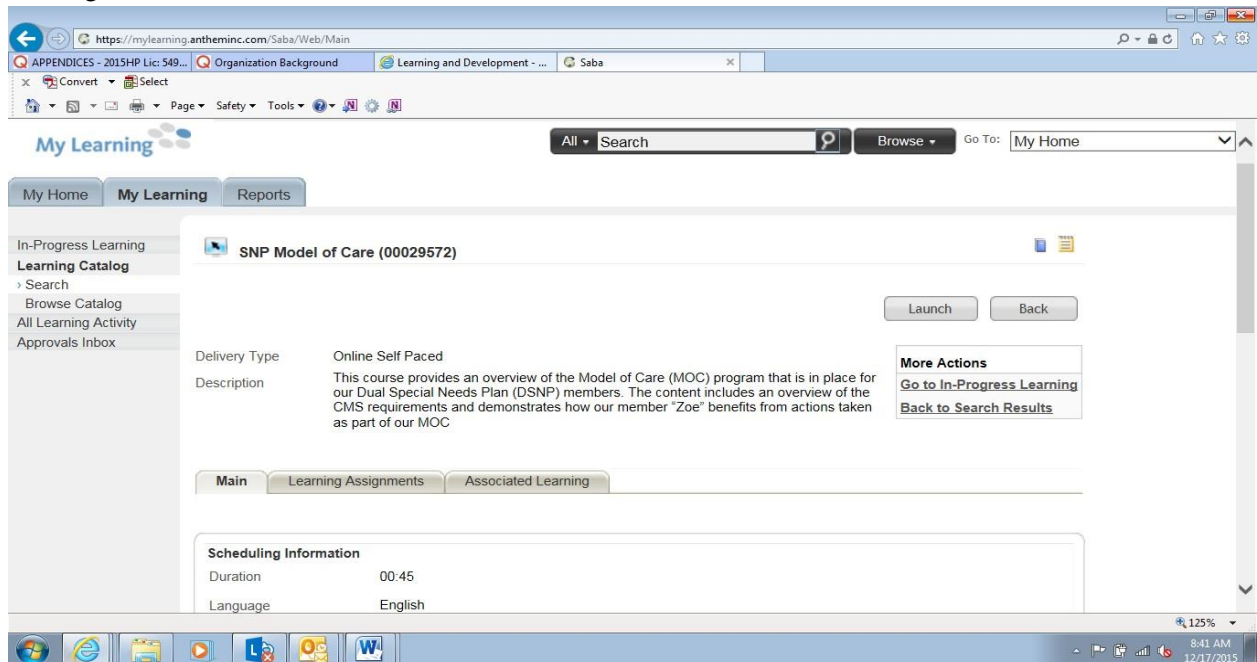 https://mylearning.antheminc.com/Saba/Web/Main
APPENDICES - 2015HP Lic: 549... Organization Background Learning and Development - ... Saba
x Convert Select
Page Safety Tools
My Learning
All Search Browse Go To: My Home
My Home My Learning Reports
In-Progress Learning
Learning Catalog
› Search
Browse Catalog
All Learning Activity
Approvals Inbox
SNP Model of Care (00029572)
Launch Back
Delivery Type Online Self Paced
Description This course provides an overview of the Model of Care (MOC) program that is in place for
our Dual Special Needs Plan (DSNP) members. The content includes an overview of the
CMS requirements and demonstrates how our member “Zoe” benefits from actions taken
as part of our MOC
More Actions
Go to In-Progress Learning
Back to Search Results
Main Learning Assignments Associated Learning
Scheduling Information
Duration 00:45
Language English
125%
8:41 AM
12/17/2015